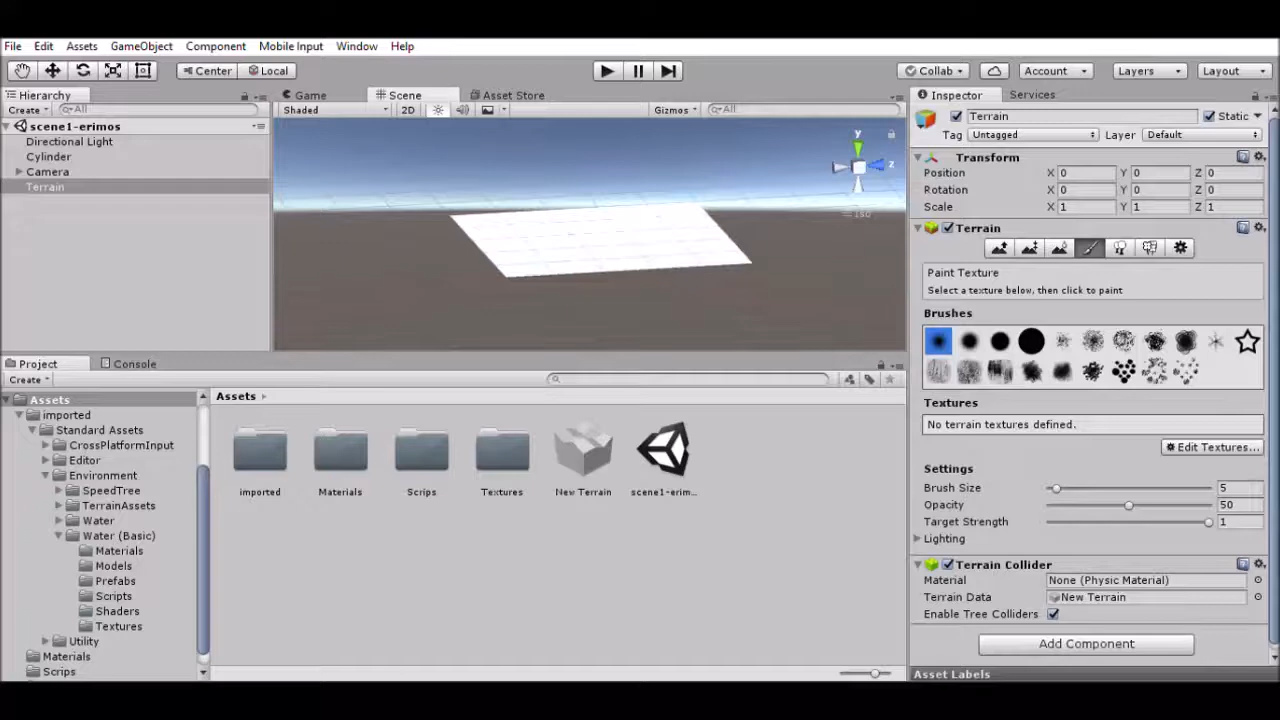 File Edit Assets GameObject Component Mobile Input Window Help
Center Local Collab Account Layers Layout
Hierarchy
Create All
scene1-erimos
Directional Light
Cylinder
Camera
Terrain
Game Scene Asset Store
Shaded 2D Gizmos All
y
z
Iso
Project Console
Create
Assets
imported
Standard Assets
CrossPlatformInput
Editor
Environment
SpeedTree
TerrainAssets
Water
Water (Basic)
Materials
Models
Prefabs
Scripts
Shaders
Textures
Utility
Materials
Scrips
Assets
imported Materials Scrips Textures New Terrain scene1-erim...
Inspector Services
Terrain Static
Tag Untagged Layer Default
Transform
Position X 0 Y 0 Z 0
Rotation X 0 Y 0 Z 0
Scale X 1 Y 1 Z 1
Terrain
Paint Texture
Select a texture below, then click to paint
Brushes
Textures
No terrain textures defined.
Edit Textures...
Settings
Brush Size 5
Opacity 50
Target Strength 1
Lighting
Terrain Collider
Material None (Physic Material)
Terrain Data New Terrain
Enable Tree Colliders
Add Component
Asset Labels